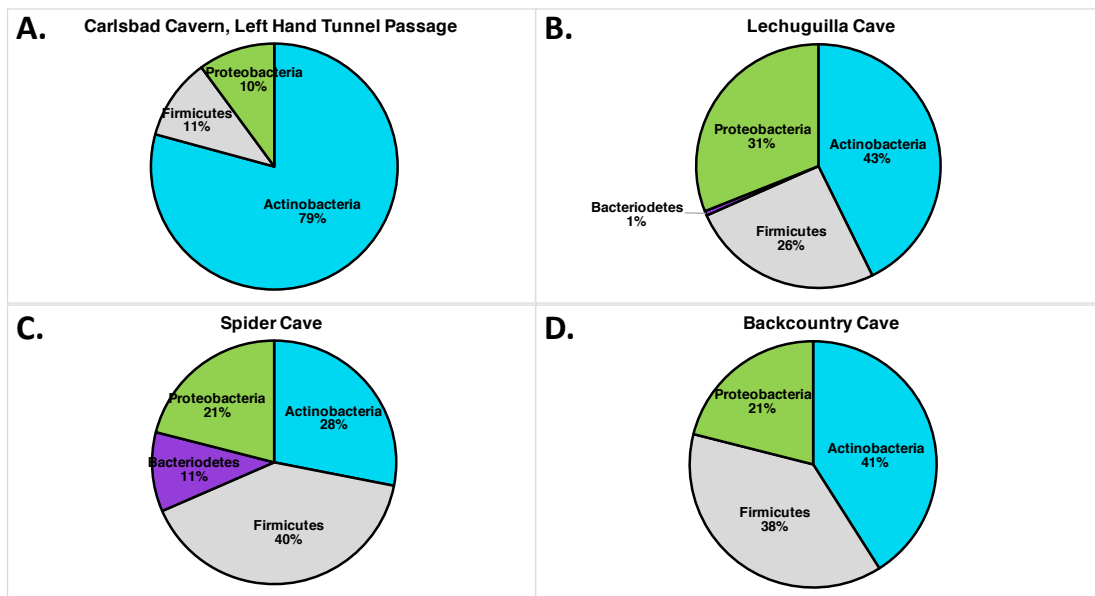 A.
Carlsbad Cavern, Left Hand Tunnel Passage
Proteobacteria
10%
Firmicutes
11%
Actinobacteria
79%
B.
Lechuguilla Cave
Proteobacteria
31%
Actinobacteria
43%
Bacteriodetes
1%
Firmicutes
26%
C.
Spider Cave
Proteobacteria
21%
Actinobacteria
28%
Bacteriodetes
11%
Firmicutes
40%
D.
Backcountry Cave
Proteobacteria
21%
Actinobacteria
41%
Firmicutes
38%